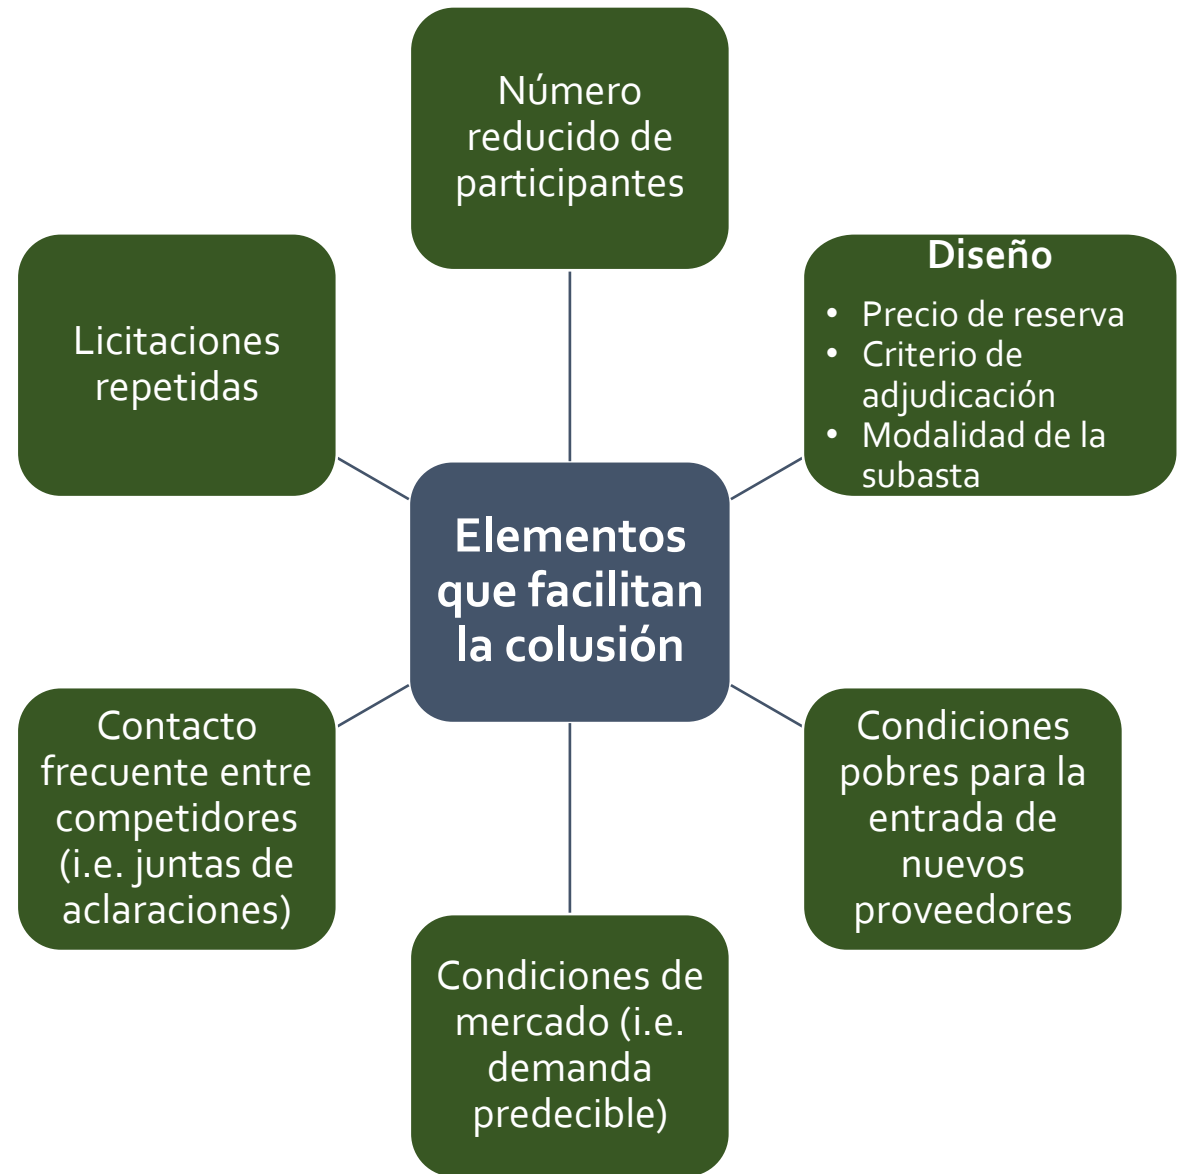 Número
reducido de
participantes
Diseño
• Precio de reserva
• Criterio de
adjudicación
• Modalidad de la
subasta
Licitaciones
repetidas
Elementos
que facilitan
la colusión
Contacto
frecuente entre
competidores
(i.e. juntas de
aclaraciones)
Condiciones
pobres para la
entrada de
nuevos
proveedores
Condiciones de
mercado (i.e.
demanda
predecible)